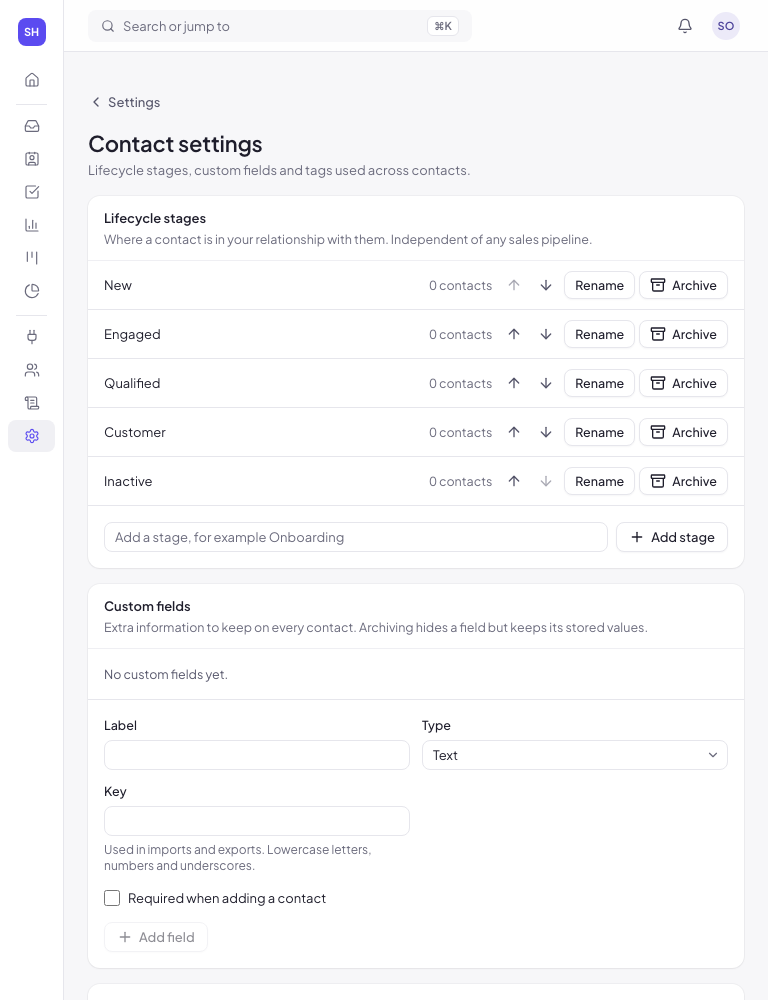 SH
Search or jump to
⌘K
SO
Settings
Contact settings
Lifecycle stages, custom fields and tags used across contacts.
Lifecycle stages
Where a contact is in your relationship with them. Independent of any sales pipeline.
New 0 contacts Rename Archive
Engaged 0 contacts Rename Archive
Qualified 0 contacts Rename Archive
Customer 0 contacts Rename Archive
Inactive 0 contacts Rename Archive
Add a stage, for example Onboarding Add stage
Custom fields
Extra information to keep on every contact. Archiving hides a field but keeps its stored values.
No custom fields yet.
Label Type
Text
Key
Used in imports and exports. Lowercase letters,
numbers and underscores.
Required when adding a contact
Add field